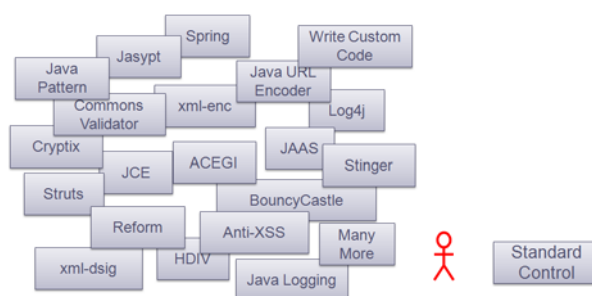 Spring
Write Custom
Code
Jasypt
Java
Pattern
Java URL
Encoder
Commons
Validator
xml-enc
Log4j
Cryptix
JCE
ACEGI
JAAS
Stinger
Struts
BouncyCastle
Reform
Anti-XSS
Many
More
xml-dsig
HDIV
Java Logging
Standard
Control